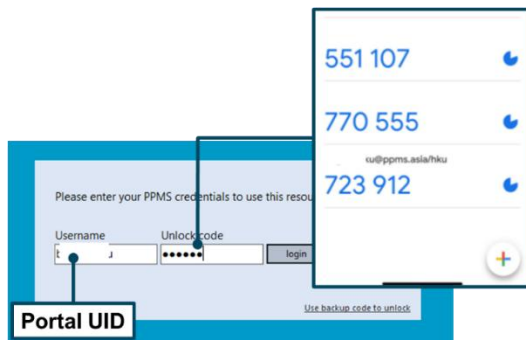 551 107
770 555
ku@ppms.asia/hku
723 912
Please enter your PPMS credentials to use this resou
Username Unlock code
login
Use backup code to unlock
Portal UID